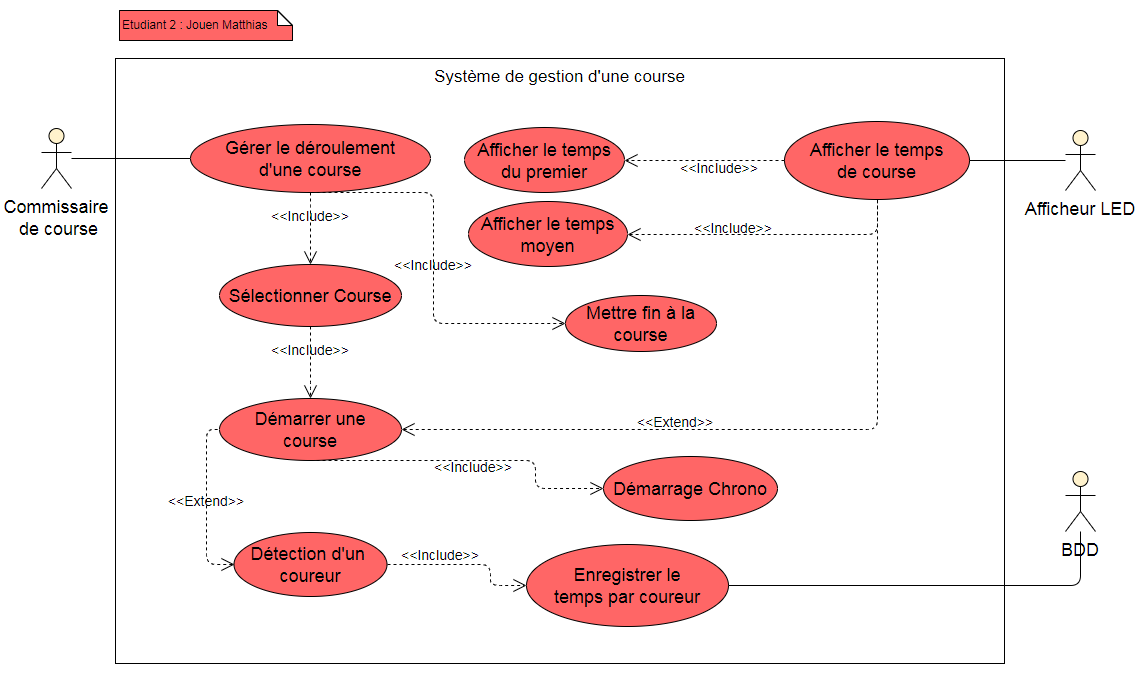 Etudiant 2 : Jouen Matthias
Système de gestion d'une course
Commissaire
de course
Gérer le déroulement
d'une course
Afficher le temps
du premier
<<Include>>
Afficher le temps
de course
Afficheur LED
<<Include>>
Afficher le temps
moyen
<<Include>>
<<Include>>
Sélectionner Course
Mettre fin à la
course
<<Include>>
Démarrer une
course
<<Extend>>
<<Include>>
Démarrage Chrono
<<Extend>>
Détection d'un
coureur
<<Include>>
Enregistrer le
temps par coureur
BDD